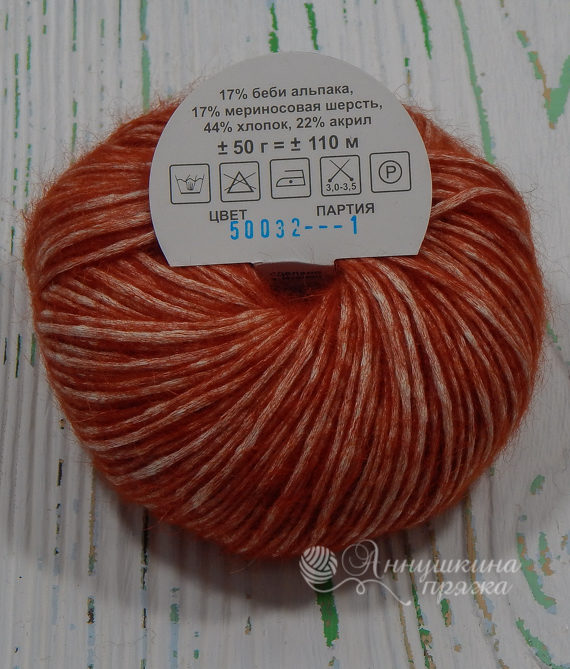 17% беби альпака,
17% мериносовая шерсть,
44% хлопок, 22% акрил
± 50 г = ± 110 м
3,0-3,5
P
ЦВЕТ ПАРТИЯ
50032---1
Аннушкина
пряжа